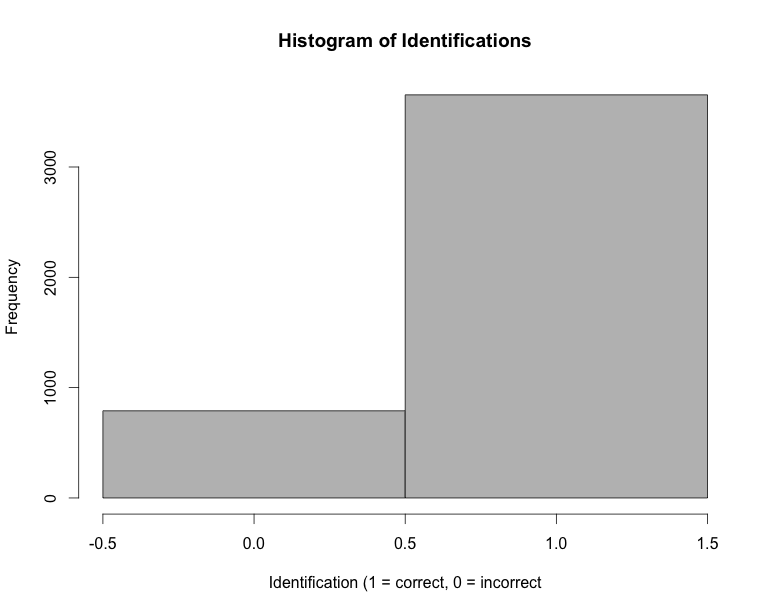 Histogram of Identifications
Frequency
3000
2000
1000
0
-0.5 0.0 0.5 1.0 1.5
Identification (1 = correct, 0 = incorrect